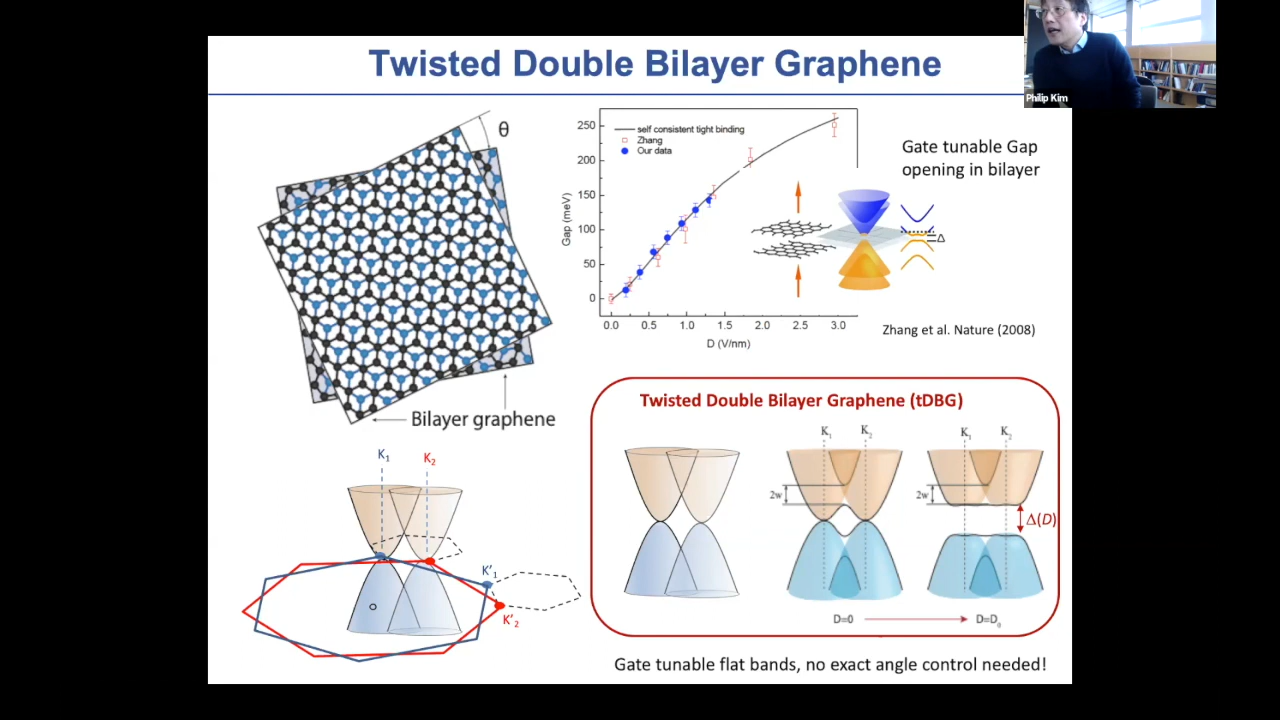 Twisted Double Bilayer Graphene
Philip Kim
θ
Bilayer graphene
250
200
150
100
50
0
Gap (meV)
self consistent tight binding
Zhang
Our data
0.0 0.5 1.0 1.5 2.0 2.5 3.0
D (V/nm)
Gate tunable Gap
opening in bilayer
Δ
Zhang et al. Nature (2008)
K1 K2
K'1
K'2
Twisted Double Bilayer Graphene (tDBG)
K1 K2 K1 K2
2w 2w
Δ(D)
D=0 D=D0
Gate tunable flat bands, no exact angle control needed!